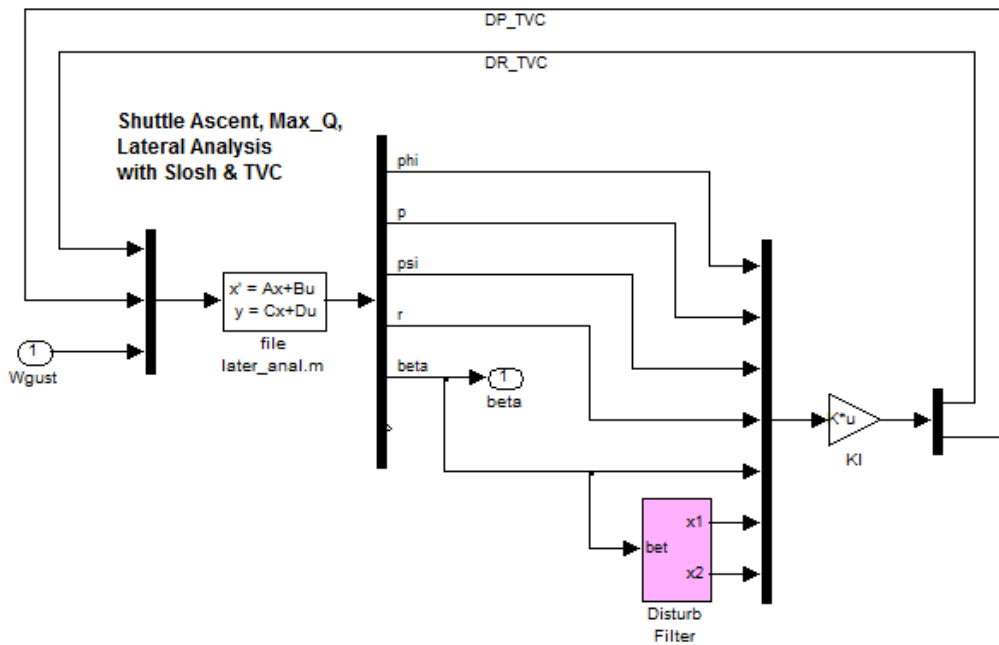 DP_TVC
DR_TVC
Shuttle Ascent, Max_Q,
Lateral Analysis
with Slosh & TVC
phi
p
psi
r
beta
x' = Ax+Bu
y = Cx+Du
file
later_anal.m
1
Wgust
1
beta
K*u
KI
x1
bet
x2
Disturb
Filter